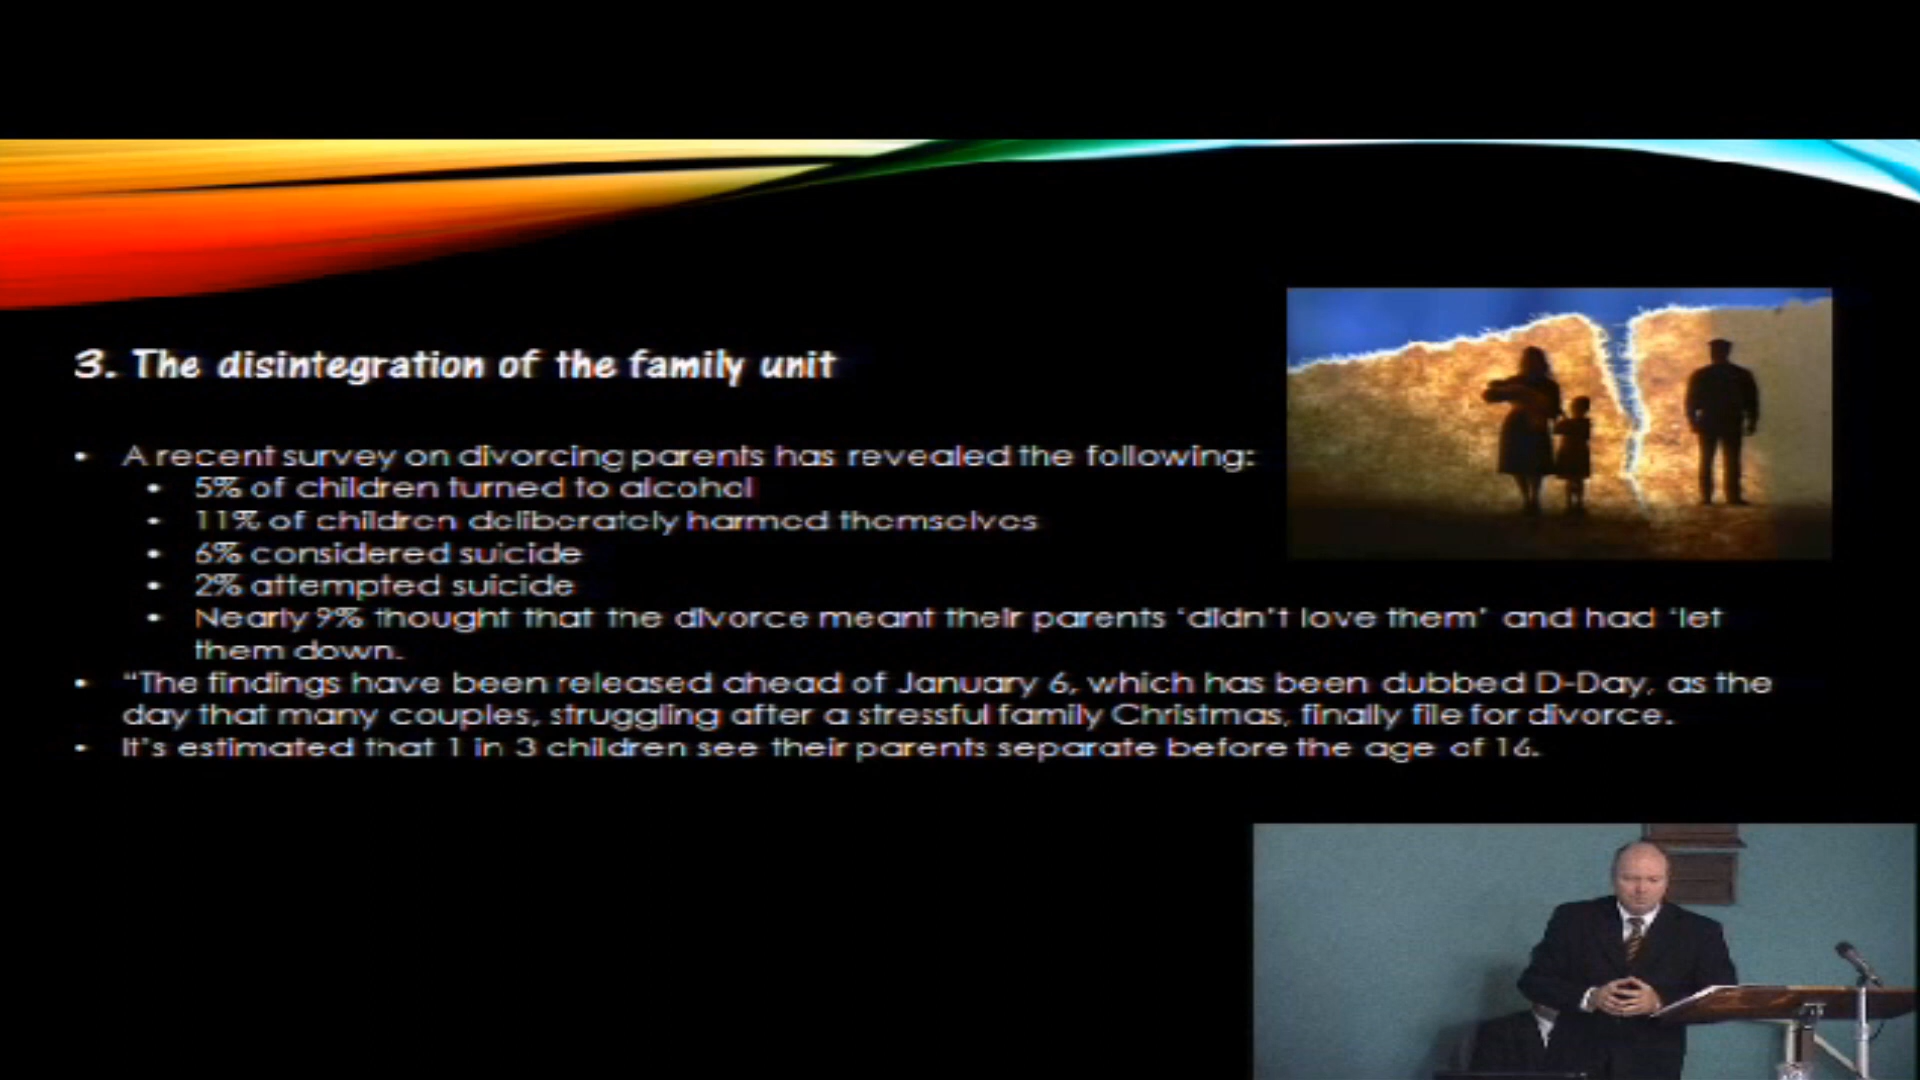 3. The disintegration of the family unit
• A recent survey on divorcing parents has revealed the following:
• 5% of children turned to alcohol
• 11% of children deliberately harmed themselves
• 6% considered suicide
• 2% attempted suicide
• Nearly 9% thought that the divorce meant their parents ‘didn’t love them’ and had ‘let
them down.
• “The findings have been released ahead of January 6, which has been dubbed D-Day, as the
day that many couples, struggling after a stressful family Christmas, finally file for divorce.
• It’s estimated that 1 in 3 children see their parents separate before the age of 16.